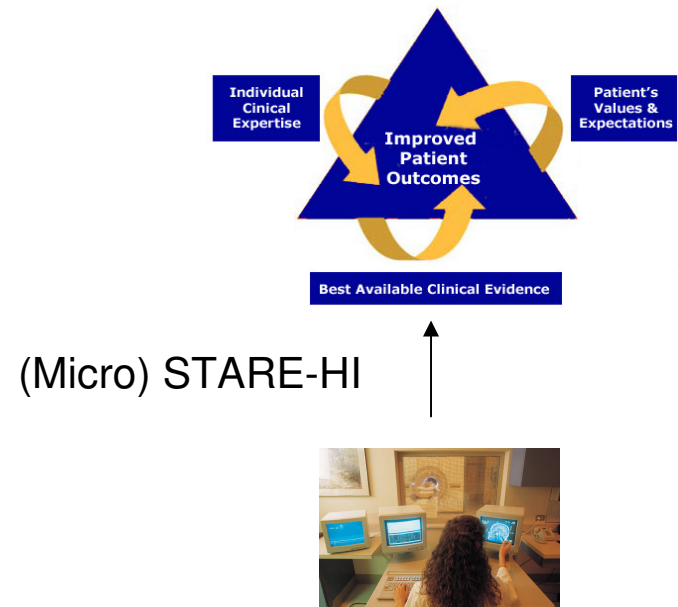 Individual
Cinical
Expertise
Patient's
Values &
Expectations
Improved
Patient
Outcomes
Best Available Clinical Evidence
(Micro) STARE-HI